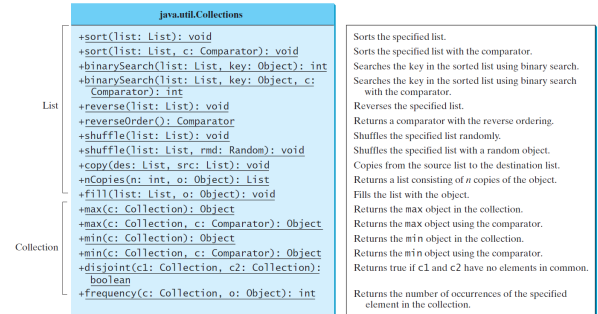 java.util.Collections
+sort(list: List): void
Sorts the specified list.
+sort(list: List, c: Comparator): void
Sorts the specified list with the comparator.
+binarySearch(list: List, key: Object): int
Searches the key in the sorted list using binary search.
+binarySearch(list: List, key: Object, c:
Searches the key in the sorted list using binary search
Comparator): int
with the comparator.
List
+reverse(list: List): void
Reverses the specified list.
+reverseOrder(): Comparator
Returns a comparator with the reverse ordering.
+shuffle(list: List): void
Shuffles the specified list randomly.
+shuffle(list: List, rmd: Random): void
Shuffles the specified list with a random object.
+copy(des: List, src: List): void
Copies from the source list to the destination list.
+nCopies(n: int, o: Object): List
Returns a list consisting of n copies of the object.
+fill(list: List, o: Object): void
Fills the list with the object.
+max(c: Collection): Object
Returns the max object in the collection.
+max(c: Collection, c: Comparator): Object
Returns the max object using the comparator.
Collection
+min(c: Collection): Object
Returns the min object in the collection.
+min(c: Collection, c: Comparator): Object
Returns the min object using the comparator.
+disjoint(c1: Collection, c2: Collection):
Returns true if c1 and c2 have no elements in common.
boolean
+frequency(c: Collection, o: Object): int
Returns the number of occurrences of the specified
element in the collection.